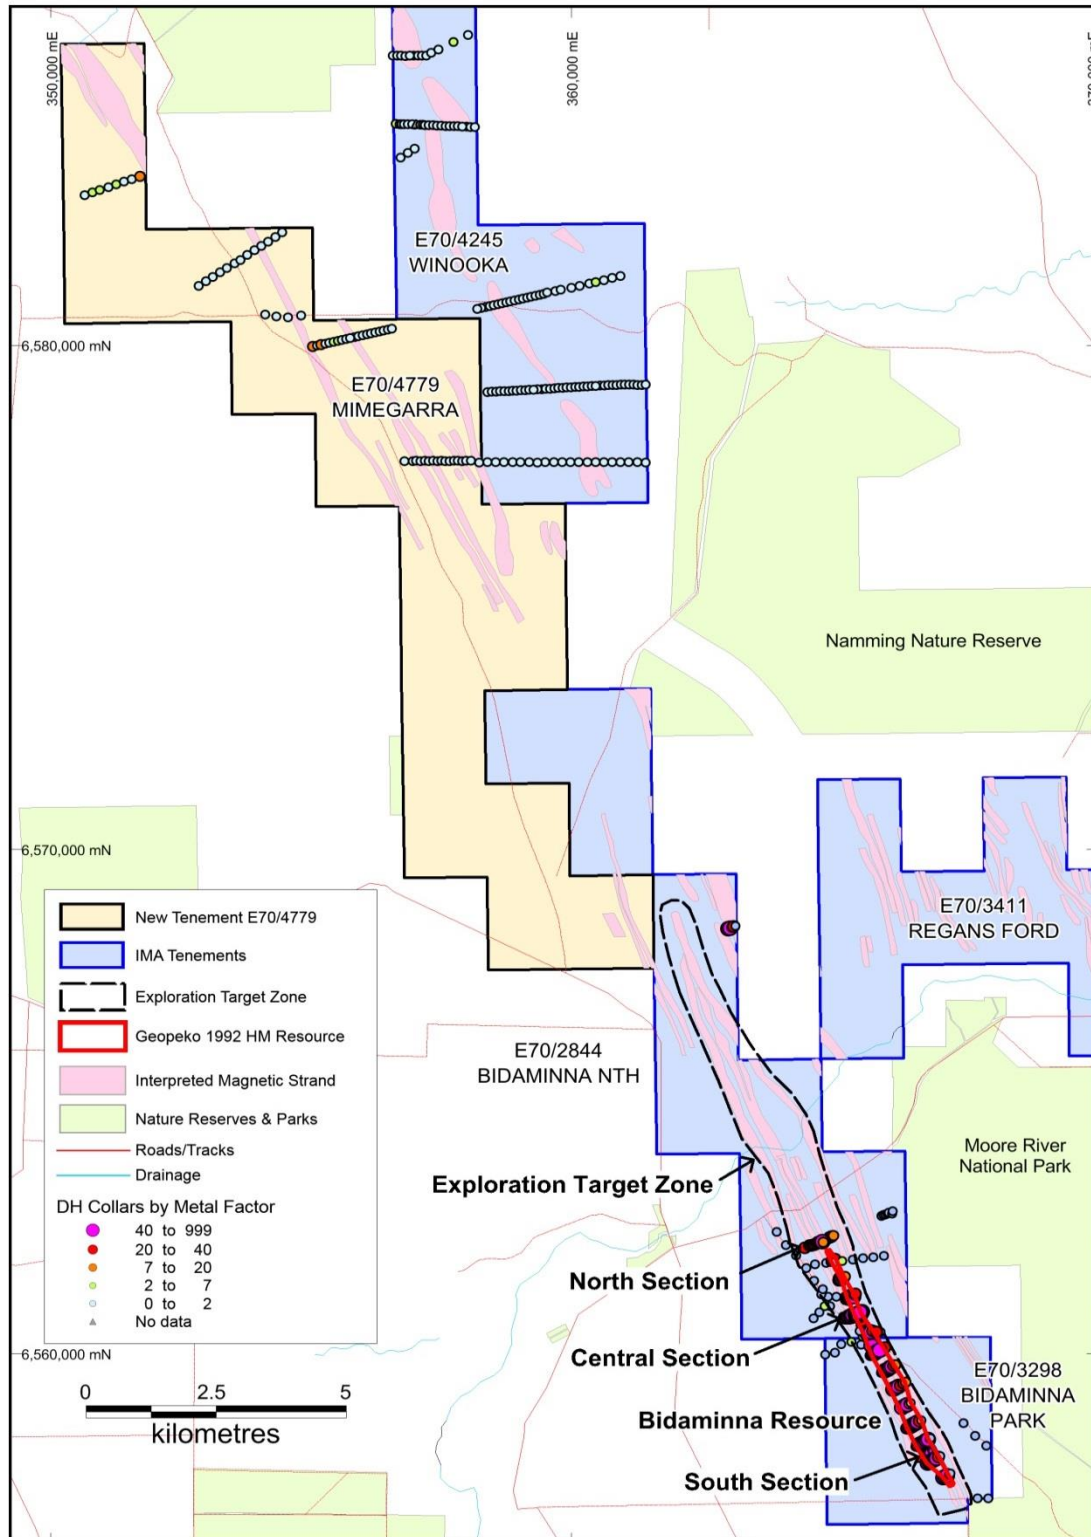 350,000 mE
360,000 mE
370,000 mE
E70/4245
WINOOKA
6,580,000 mN
E70/4779
MIMEGARRA
Namming Nature Reserve
6,570,000 mN
E70/3411
REGANS FORD
New Tenement E70/4779
IMA Tenements
Exploration Target Zone
Geopeko 1992 HM Resource
Interpreted Magnetic Strand
Nature Reserves & Parks
Roads/Tracks
Drainage
DH Collars by Metal Factor
40 to 999
20 to 40
7 to 20
2 to 7
0 to 2
No data
E70/2844
BIDAMINNA NTH
Moore River
National Park
Exploration Target Zone
North Section
Central Section
6,560,000 mN
E70/3298
BIDAMINNA
PARK
Bidaminna Resource
South Section
0 2.5 5
kilometres